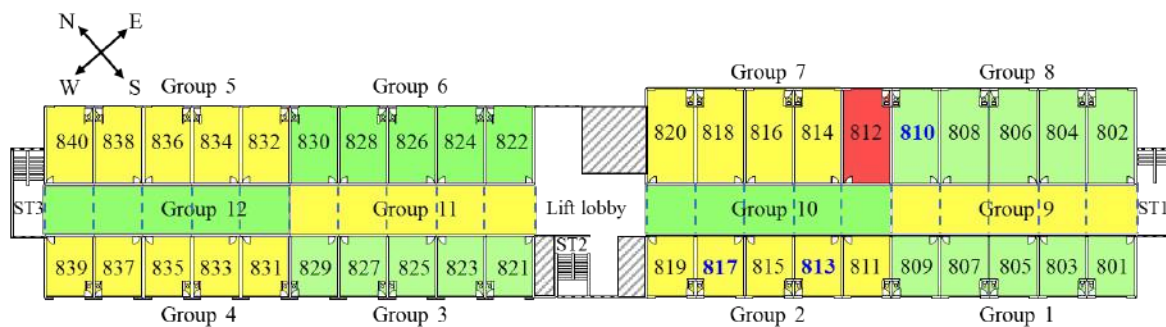 N E
W S
Group 5 Group 6 Group 7 Group 8
840 838 836 834 832 830 828 826 824 822 820 818 816 814 812 810 808 806 804 802
ST3 Group 12 Group 11 Lift lobby Group 10 Group 9 ST1
ST2
839 837 835 833 831 829 827 825 823 821 819 817 815 813 811 809 807 805 803 801
Group 4 Group 3 Group 2 Group 1